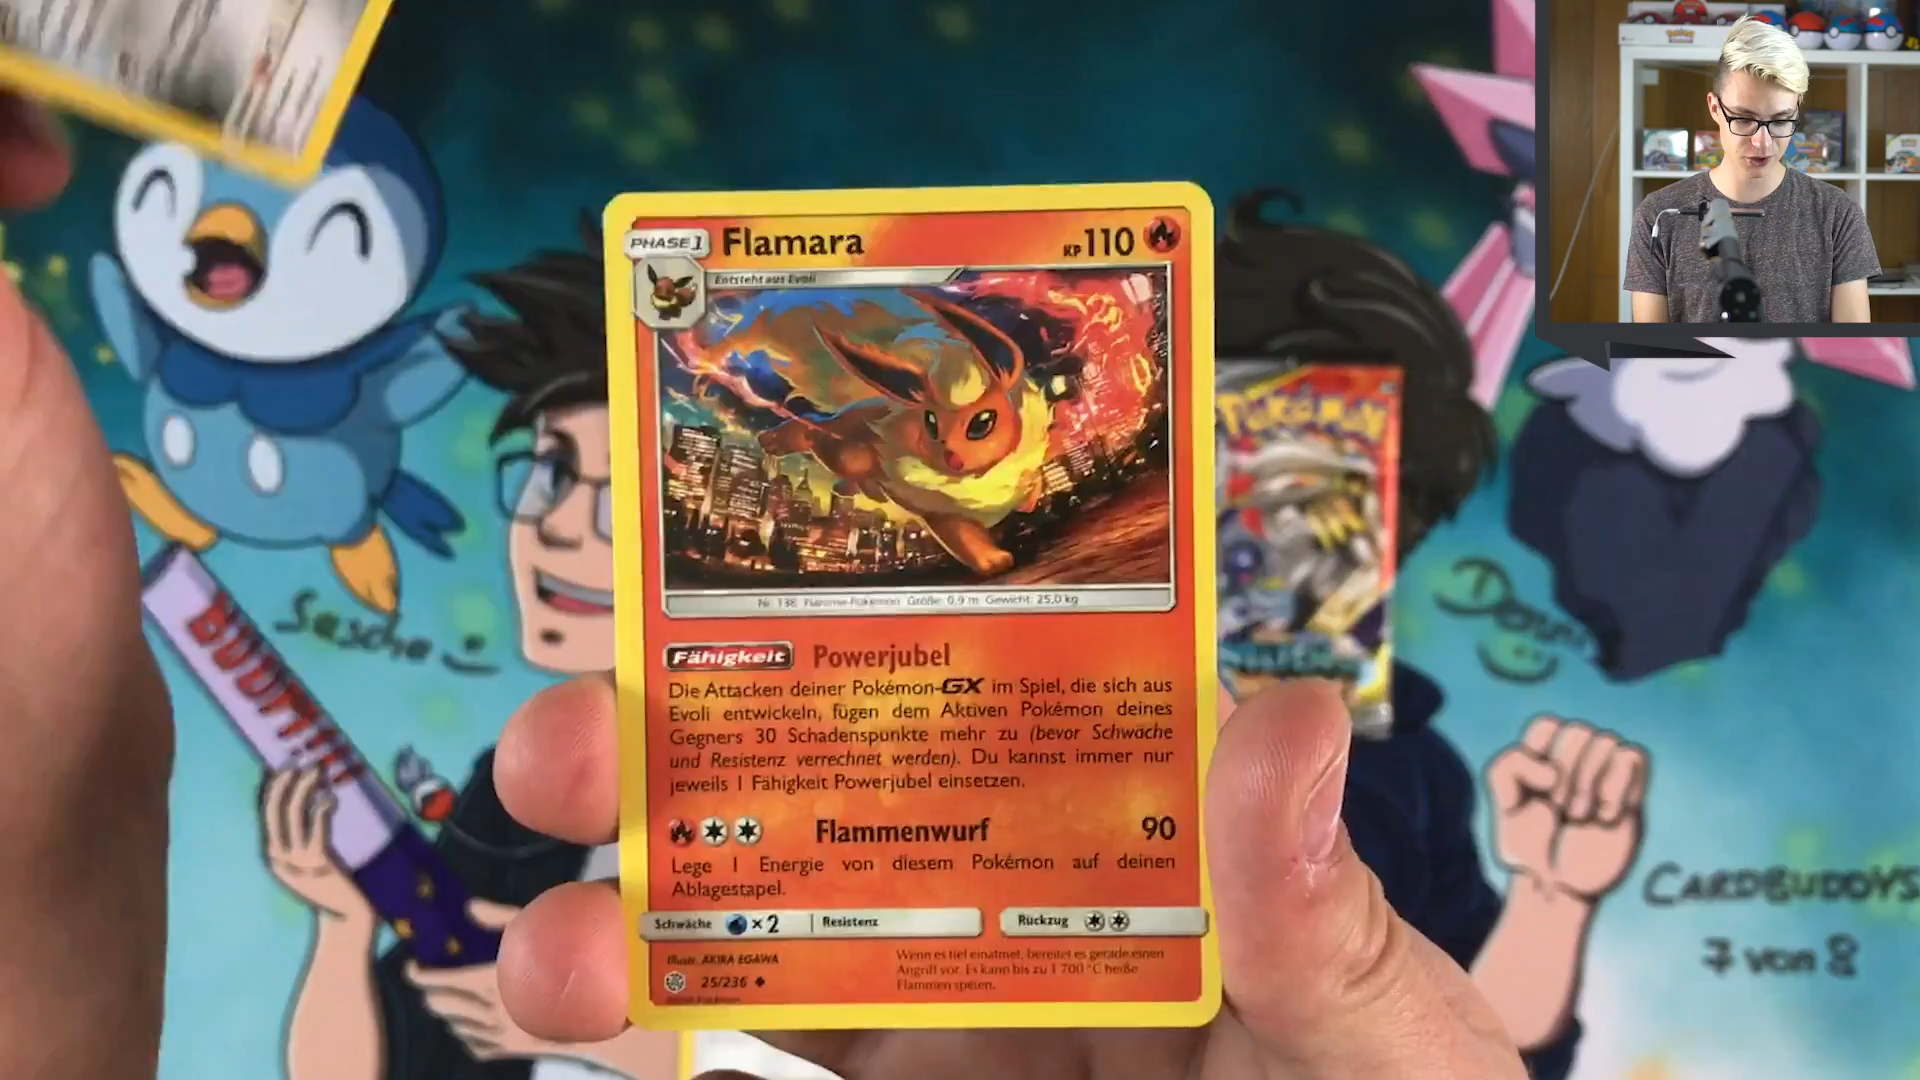 PHASE 1 Flamara KP 110
Entsteht aus Evoli
Nr. 136 Flamme-Pokémon Größe: 0,9 m Gewicht: 25,0 kg
Fähigkeit Powerjubel
Die Attacken deiner Pokémon-GX im Spiel, die sich aus
Evoli entwickeln, fügen dem Aktiven Pokémon deines
Gegners 30 Schadenspunkte mehr zu (bevor Schwäche
und Resistenz verrechnet werden). Du kannst immer nur
jeweils 1 Fähigkeit Powerjubel einsetzen.
Flammenwurf 90
Lege 1 Energie von diesem Pokémon auf deinen
Ablagestapel.
Schwäche ×2 Resistenz Rückzug
Illustr. AKIRA EGAWA
25/236
Wenn es tief einatmet, bereitet es gerade einen
Angriff vor. Es kann bis zu 1 700 °C heiße
Flammen speien.
POKÉMON
Sascha
CARDBUDDYS
7 von 8